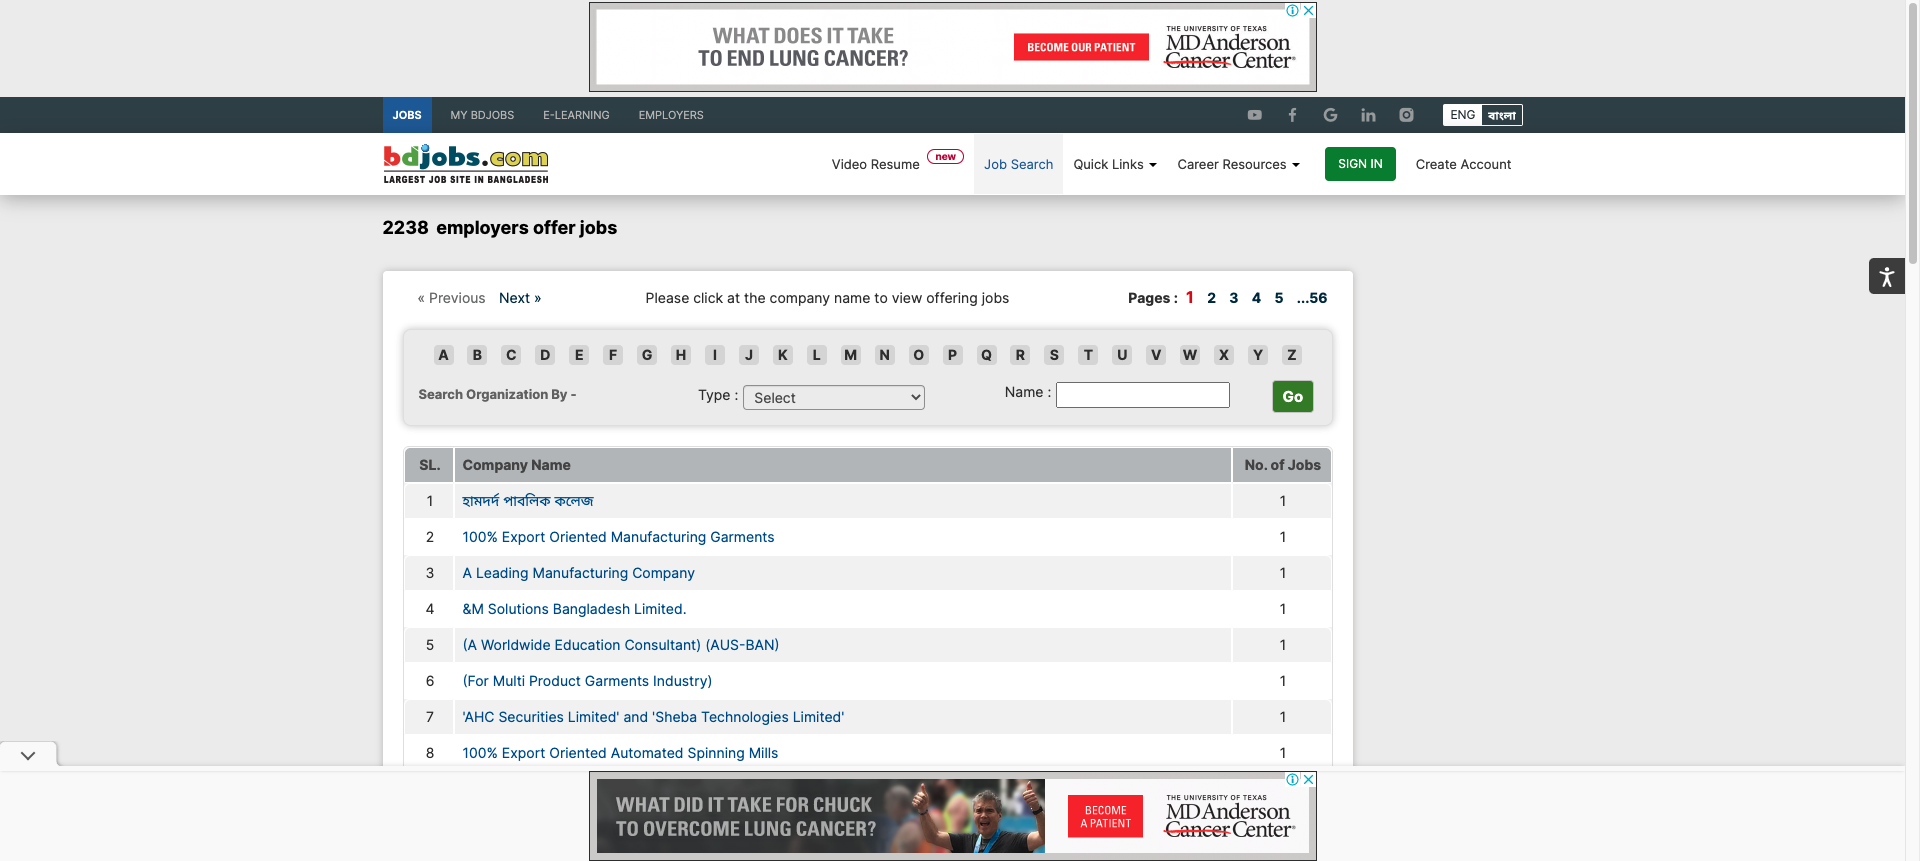 WHAT DOES IT TAKE
TO END LUNG CANCER?
BECOME OUR PATIENT
THE UNIVERSITY OF TEXAS
MD Anderson
Cancer Center
JOBS MY BDJOBS E-LEARNING EMPLOYERS ENG বাংলা
bdjobs.com
LARGEST JOB SITE IN BANGLADESH
Video Resume new Job Search Quick Links Career Resources SIGN IN Create Account
2238 employers offer jobs
« Previous Next » Please click at the company name to view offering jobs Pages : 1 2 3 4 5 ...56
A B C D E F G H I J K L M N O P Q R S T U V W X Y Z
Search Organization By - Type : Select Name : Go
SL. Company Name No. of Jobs
1 হামদর্দ পাবলিক কলেজ 1
2 100% Export Oriented Manufacturing Garments 1
3 A Leading Manufacturing Company 1
4 &M Solutions Bangladesh Limited. 1
5 (A Worldwide Education Consultant) (AUS-BAN) 1
6 (For Multi Product Garments Industry) 1
7 'AHC Securities Limited' and 'Sheba Technologies Limited' 1
8 100% Export Oriented Automated Spinning Mills 1
WHAT DID IT TAKE FOR CHUCK
TO OVERCOME LUNG CANCER?
BECOME
A PATIENT
THE UNIVERSITY OF TEXAS
MD Anderson
Cancer Center